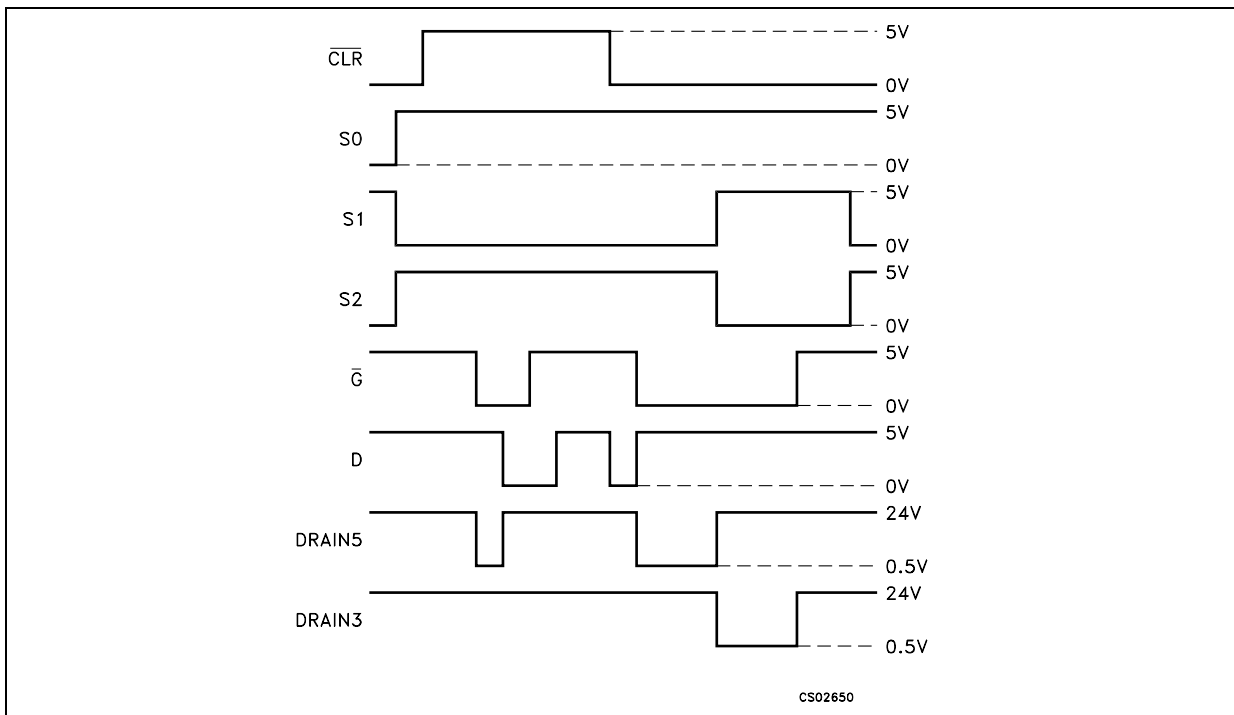 C̅L̅R̅ 5V
0V
S0 5V
0V
S1 5V
0V
S2 5V
0V
G̅ 5V
0V
D 5V
0V
DRAIN5 24V
0.5V
DRAIN3 24V
0.5V
CS02650